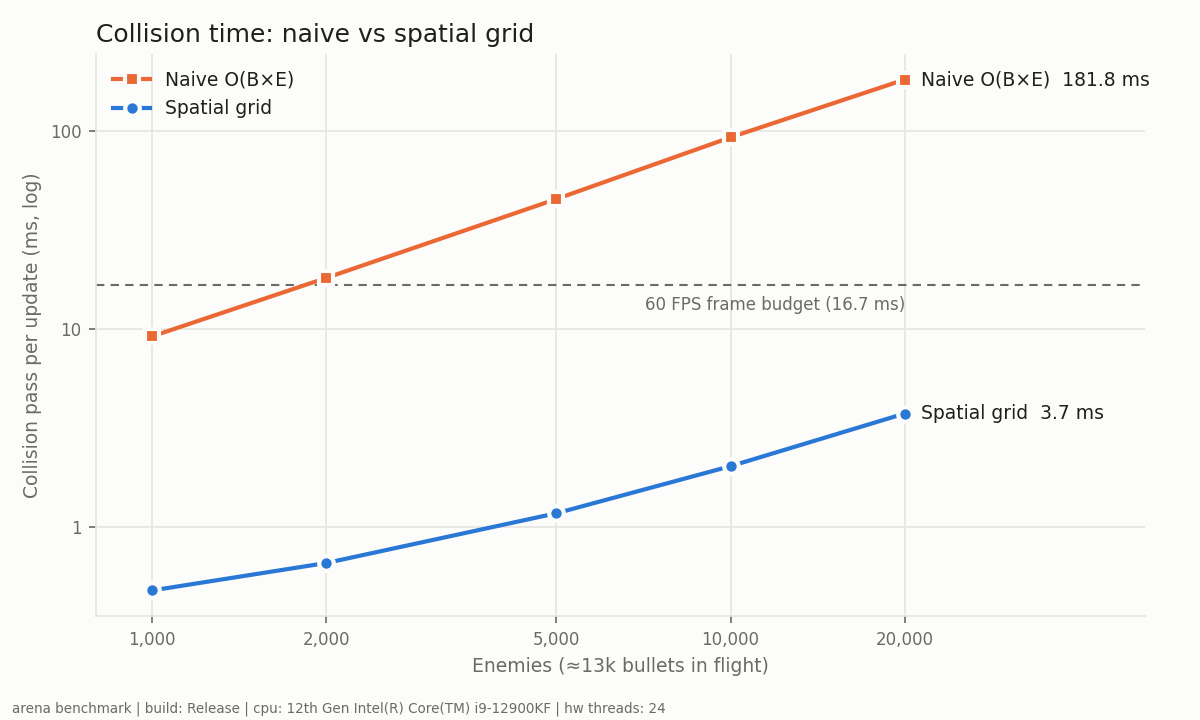 Collision time: naive vs spatial grid
Naive O(B×E)
Spatial grid
Naive O(B×E) 181.8 ms
100
Collision pass per update (ms, log)
60 FPS frame budget (16.7 ms)
10
Spatial grid 3.7 ms
1
1,000 2,000 5,000 10,000 20,000
Enemies (≈13k bullets in flight)
arena benchmark | build: Release | cpu: 12th Gen Intel(R) Core(TM) i9-12900KF | hw threads: 24